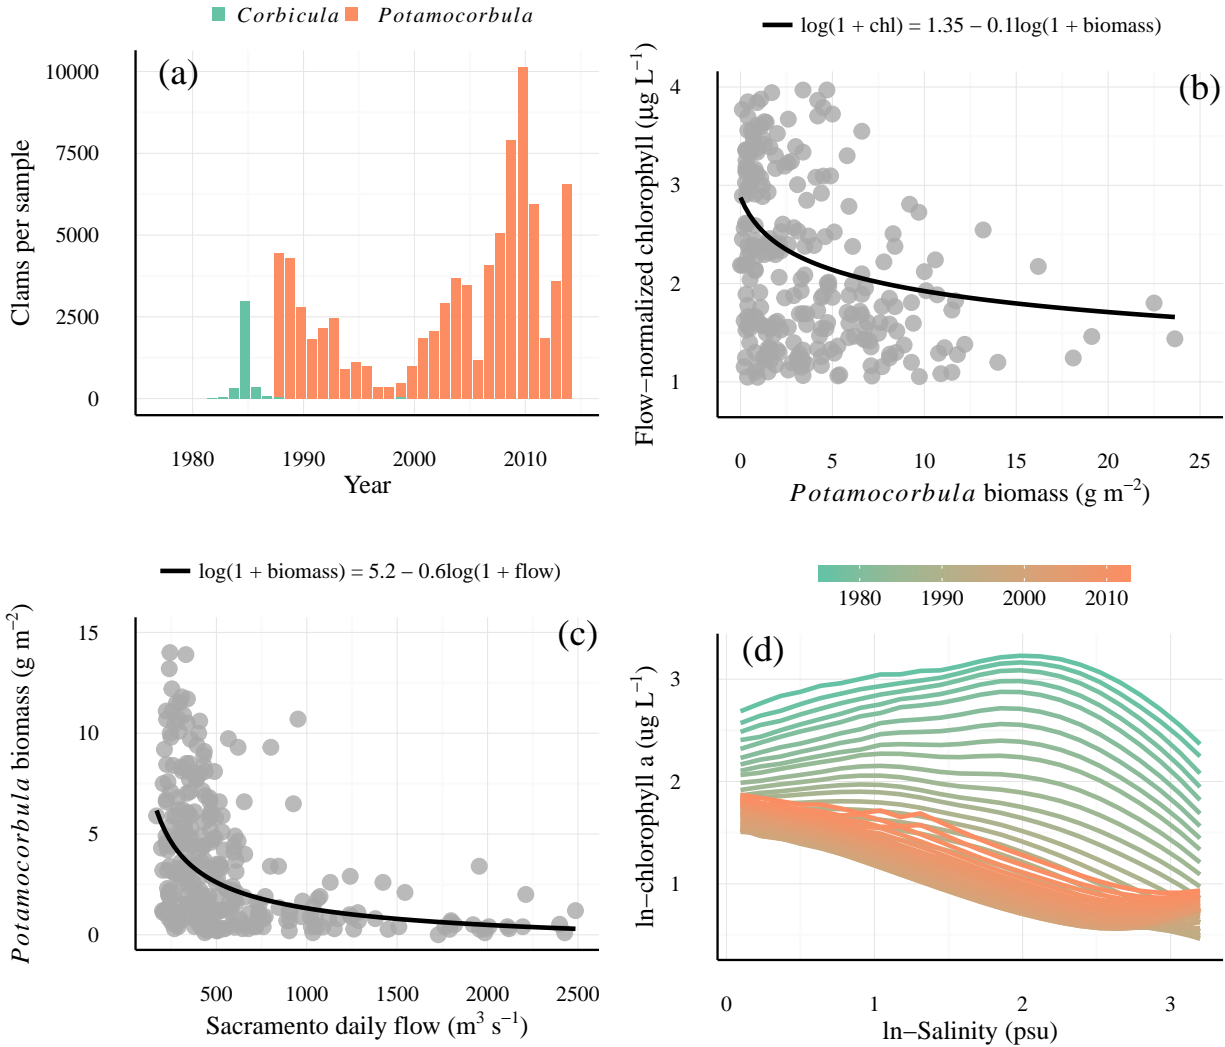 Corbicula Potamocorbula
(a)
Clams per sample
10000
7500
5000
2500
0
1980 1990 2000 2010
Year
log(1 + chl) = 1.35 − 0.1log(1 + biomass)
(b)
Flow−normalized chlorophyll (μg L⁻¹)
4
3
2
1
0 5 10 15 20 25
Potamocorbula biomass (g m⁻²)
log(1 + biomass) = 5.2 − 0.6log(1 + flow)
(c)
Potamocorbula biomass (g m⁻²)
15
10
5
0
500 1000 1500 2000 2500
Sacramento daily flow (m³ s⁻¹)
1980 1990 2000 2010
(d)
ln−chlorophyll a (ug L⁻¹)
3
2
1
0 1 2 3
ln−Salinity (psu)